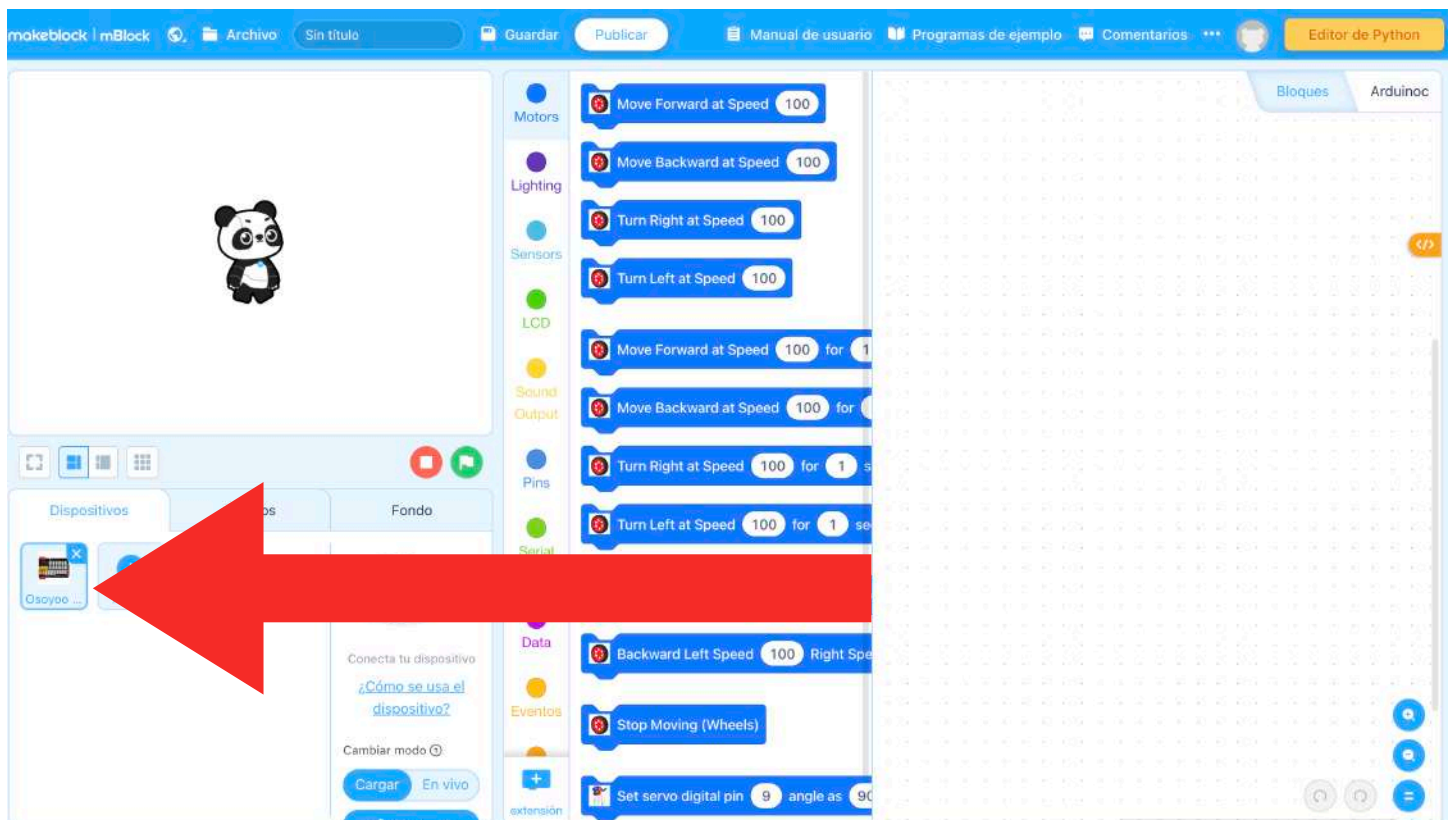 makeblock | mBlock Archivo Sin título Guardar Publicar Manual de usuario Programas de ejemplo Comentarios ••• Editor de Python
Bloques Arduinoc
Motors
Lighting
Sensors
LCD
Sound
Output
Pins
Serial
Data
Eventos
extensión
Move Forward at Speed 100
Move Backward at Speed 100
Turn Right at Speed 100
Turn Left at Speed 100
Move Forward at Speed 100 for 1
Move Backward at Speed 100 for
Turn Right at Speed 100 for 1 s
Turn Left at Speed 100 for 1 se
Backward Left Speed 100 Right Spe
Stop Moving (Wheels)
Set servo digital pin 9 angle as 90
</>
Dispositivos os Fondo
Osoyoo ...
Conecta tu dispositivo
¿Cómo se usa el
dispositivo?
Cambiar modo
Cargar En vivo